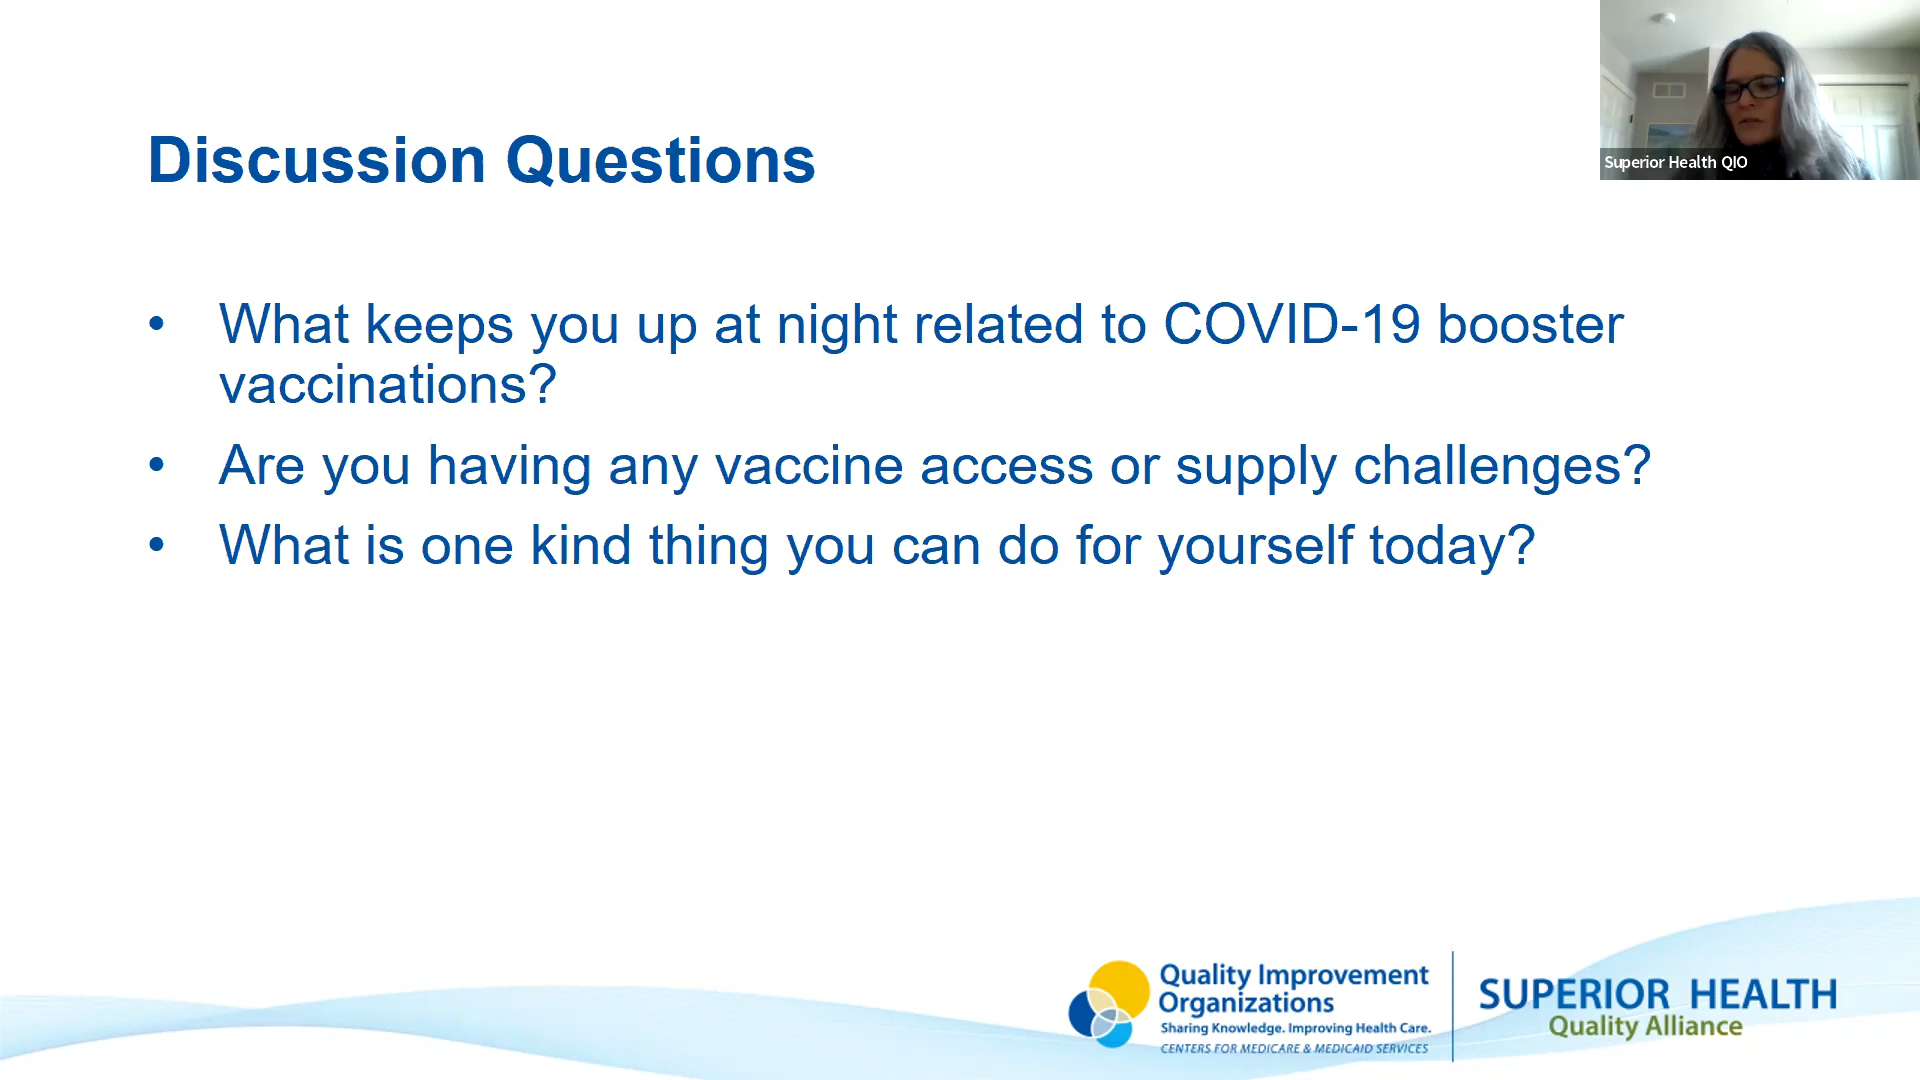 Superior Health QIO
Discussion Questions
• What keeps you up at night related to COVID-19 booster
vaccinations?
• Are you having any vaccine access or supply challenges?
• What is one kind thing you can do for yourself today?
Quality Improvement
Organizations
Sharing Knowledge. Improving Health Care.
CENTERS FOR MEDICARE & MEDICAID SERVICES
SUPERIOR HEALTH
Quality Alliance